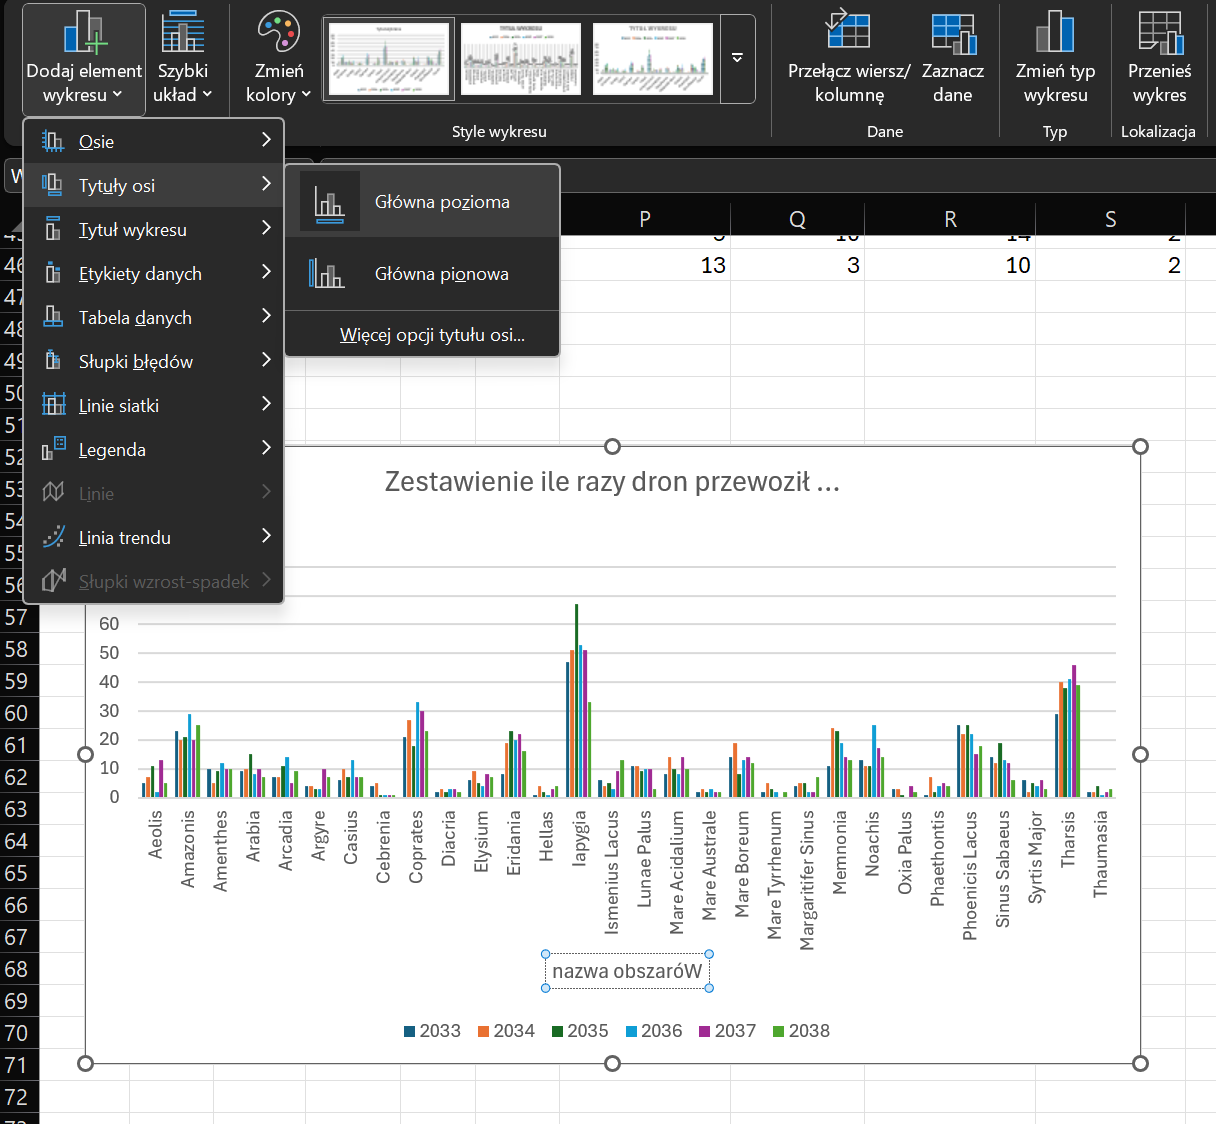 Dodaj element
wykresu
Szybki
układ
Zmień
kolory
Style wykresu
Przełącz wiersz/
kolumnę
Zaznacz
dane
Dane
Zmień typ
wykresu
Typ
Przenieś
wykres
Lokalizacja
Osie
Tytuły osi
Tytuł wykresu
Etykiety danych
Tabela danych
Słupki błędów
Linie siatki
Legenda
Linie
Linia trendu
Słupki wzrost-spadek
Główna pozioma
Główna pionowa
Więcej opcji tytułu osi...
P Q R S
46 13 3 10 2
47
48
49
50
51
52
53
54
55
56
57
58
59
60
61
62
63
64
65
66
67
68
69
70
71
72
Zestawienie ile razy dron przewoził ...
60
50
40
30
20
10
0
Aeolis
Amazonis
Amenthes
Arabia
Arcadia
Argyre
Casius
Cebrenia
Coprates
Diacria
Elysium
Eridania
Hellas
Iapygia
Ismenius Lacus
Lunae Palus
Mare Acidalium
Mare Australe
Mare Boreum
Mare Tyrrhenum
Margaritifer Sinus
Memnonia
Noachis
Oxia Palus
Phaethontis
Phoenicis Lacus
Sinus Sabaeus
Syrtis Major
Tharsis
Thaumasia
nazwa obszaróW
2033 2034 2035 2036 2037 2038